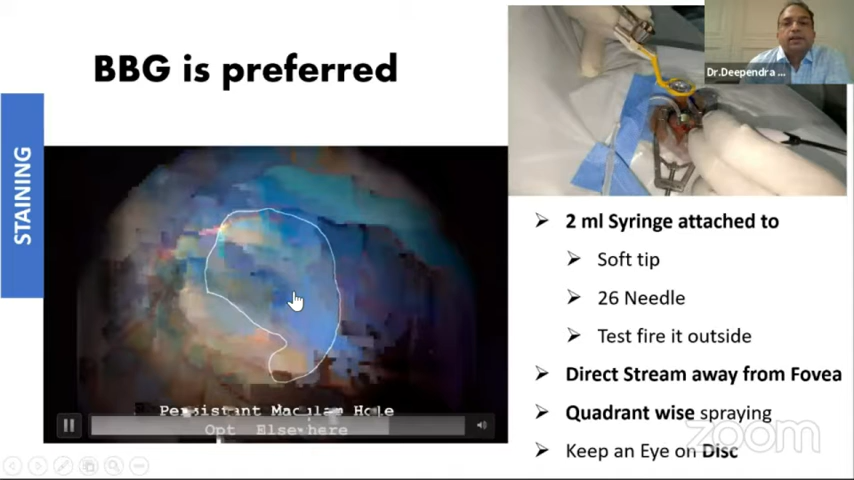 BBG is preferred
Dr.Deependra ...
STAINING
Persistant Macular Hole
Opt Elsewhere
2 ml Syringe attached to
Soft tip
26 Needle
Test fire it outside
Direct Stream away from Fovea
Quadrant wise spraying
Keep an Eye on Disc
zoom